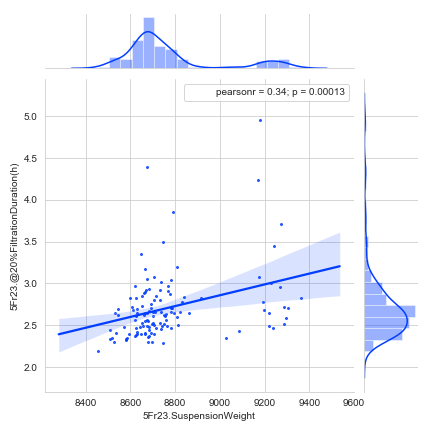 pearsonr = 0.34; p = 0.00013
5.0
4.5
4.0
3.5
3.0
2.5
2.0
5Fr23.@20%FiltrationDuration(h)
8400 8600 8800 9000 9200 9400 9600
5Fr23.SuspensionWeight